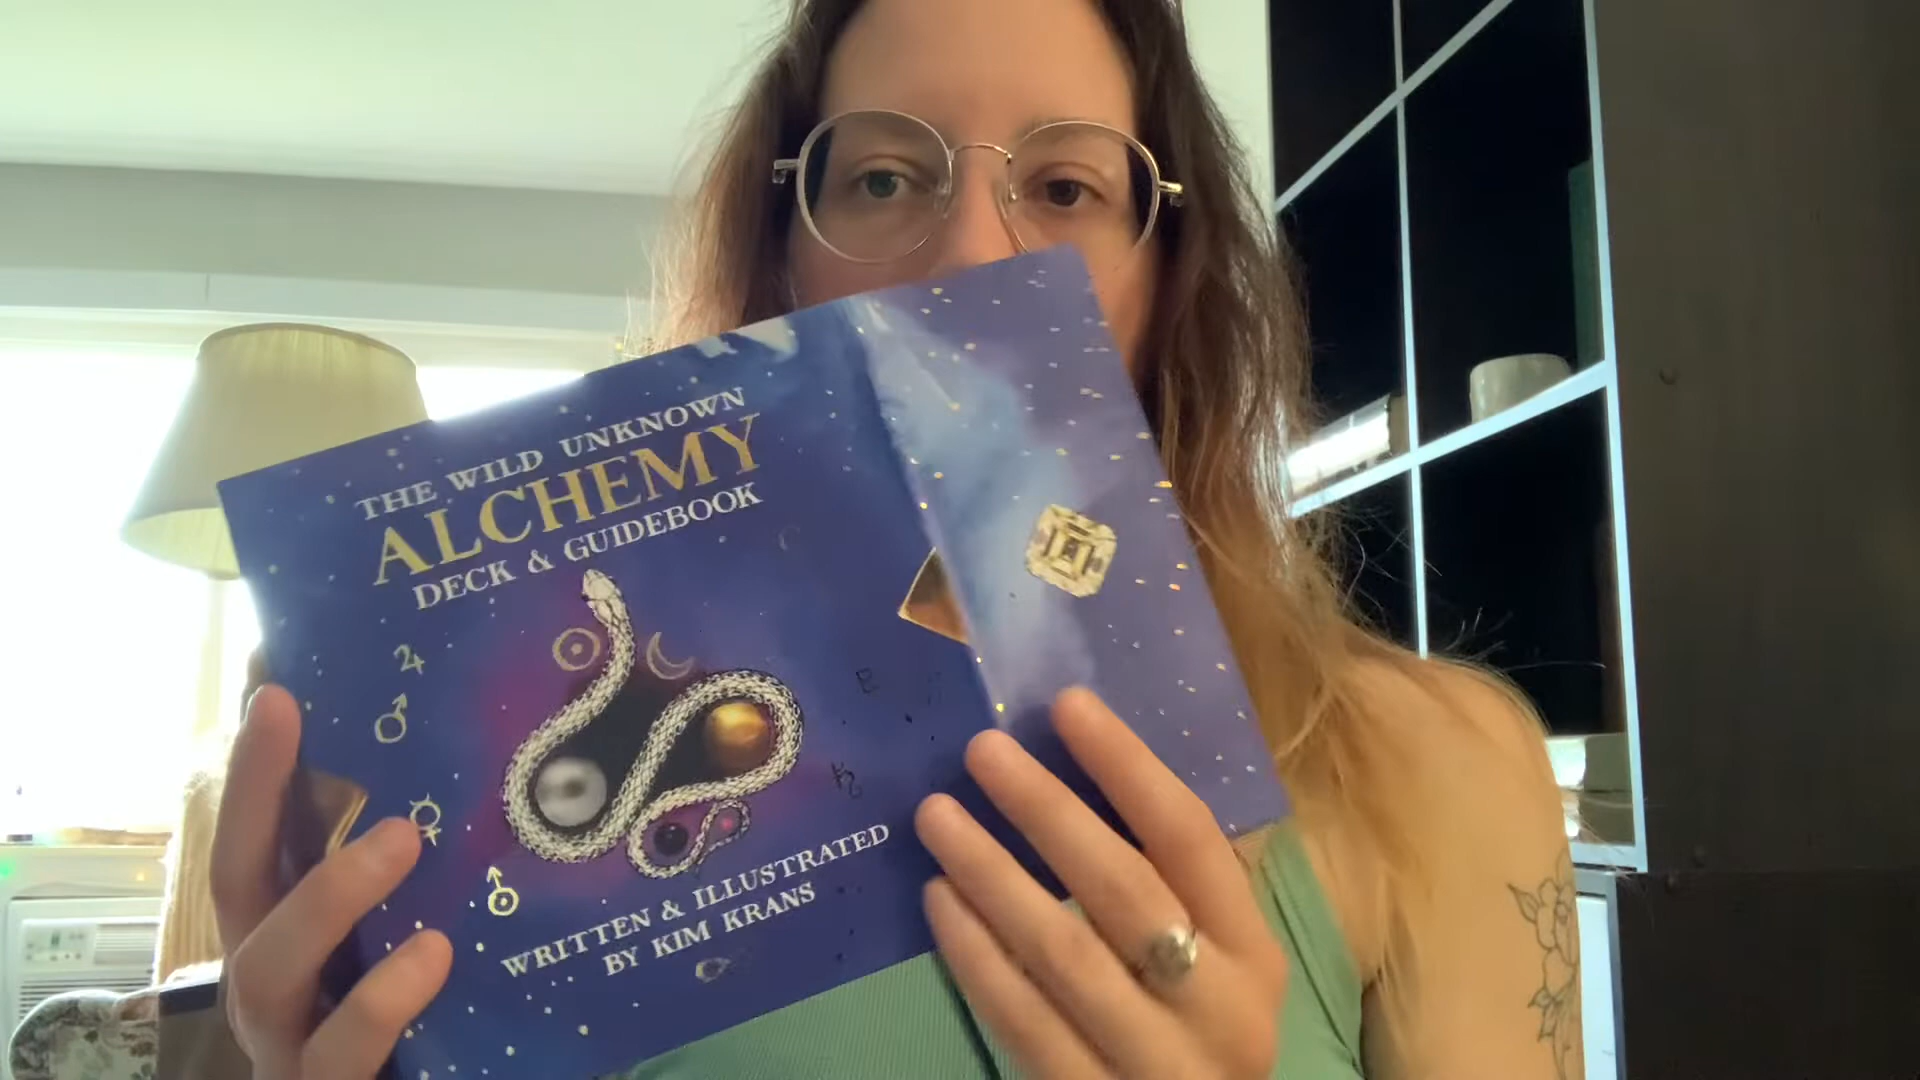 THE WILD UNKNOWN
ALCHEMY
DECK & GUIDEBOOK
WRITTEN & ILLUSTRATED
BY KIM KRANS